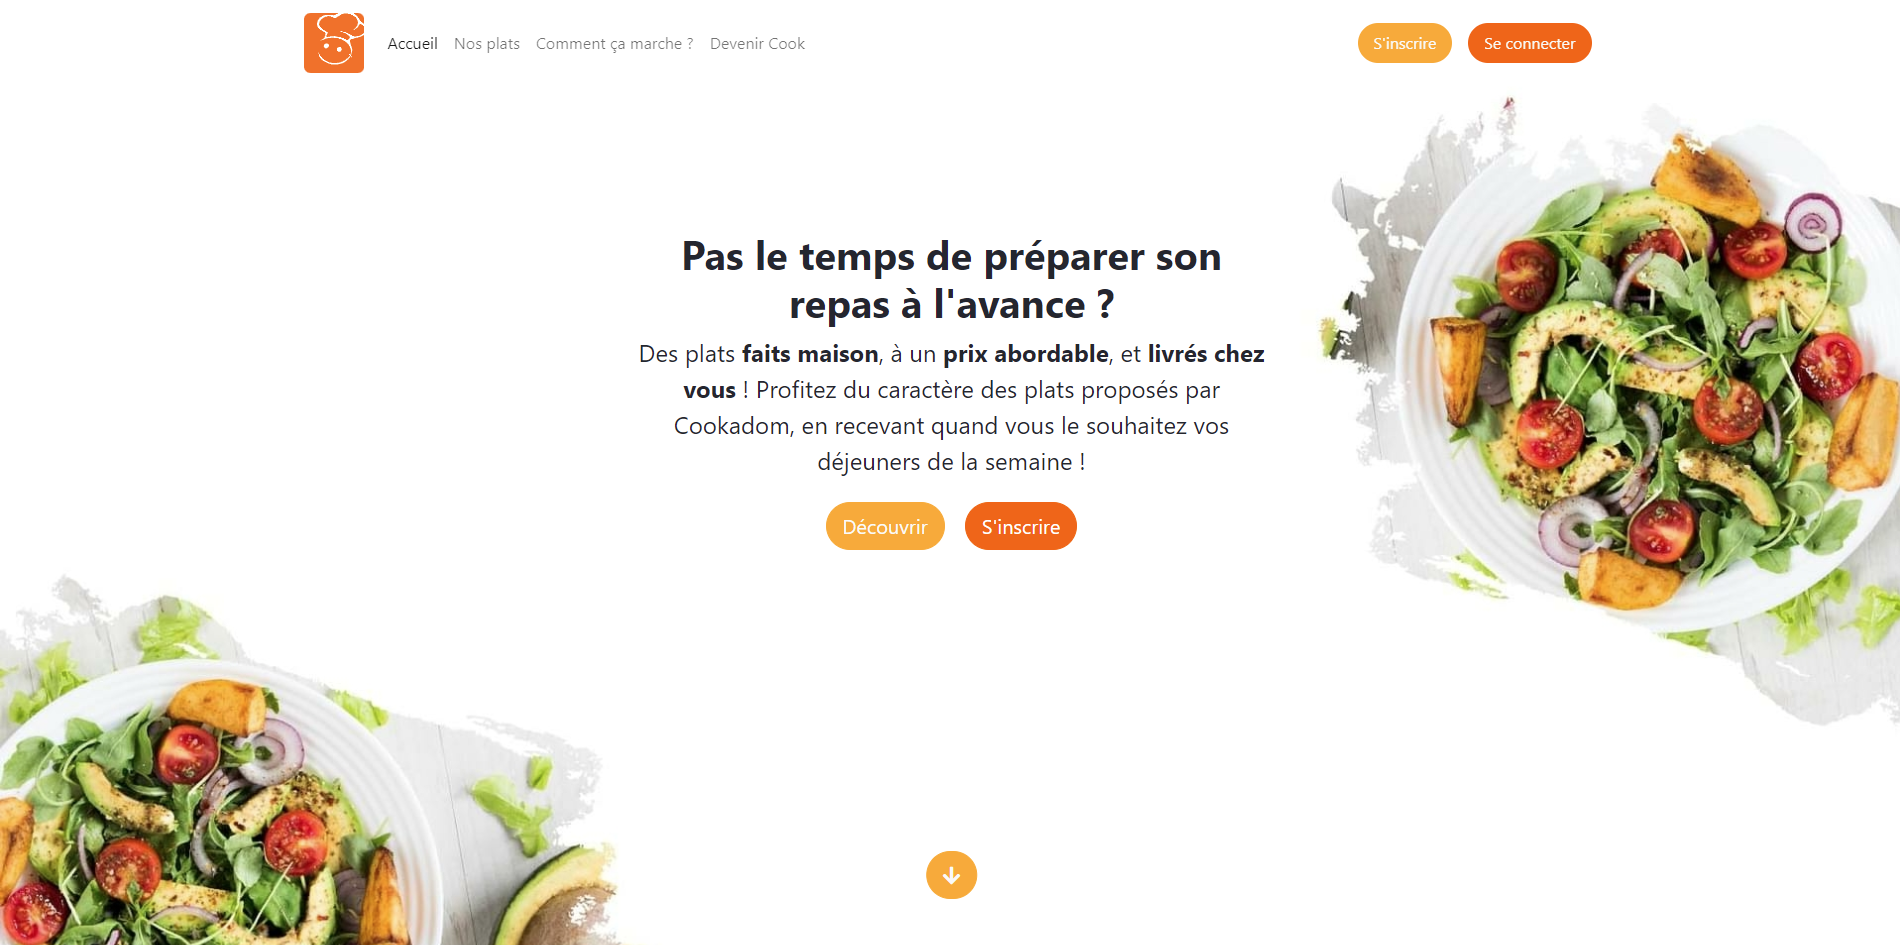 Accueil Nos plats Comment ça marche ? Devenir Cook S'inscrire Se connecter
Pas le temps de préparer son
repas à l'avance ?
Des plats faits maison, à un prix abordable, et livrés chez
vous ! Profitez du caractère des plats proposés par
Cookadom, en recevant quand vous le souhaitez vos
déjeuners de la semaine !
Découvrir S'inscrire